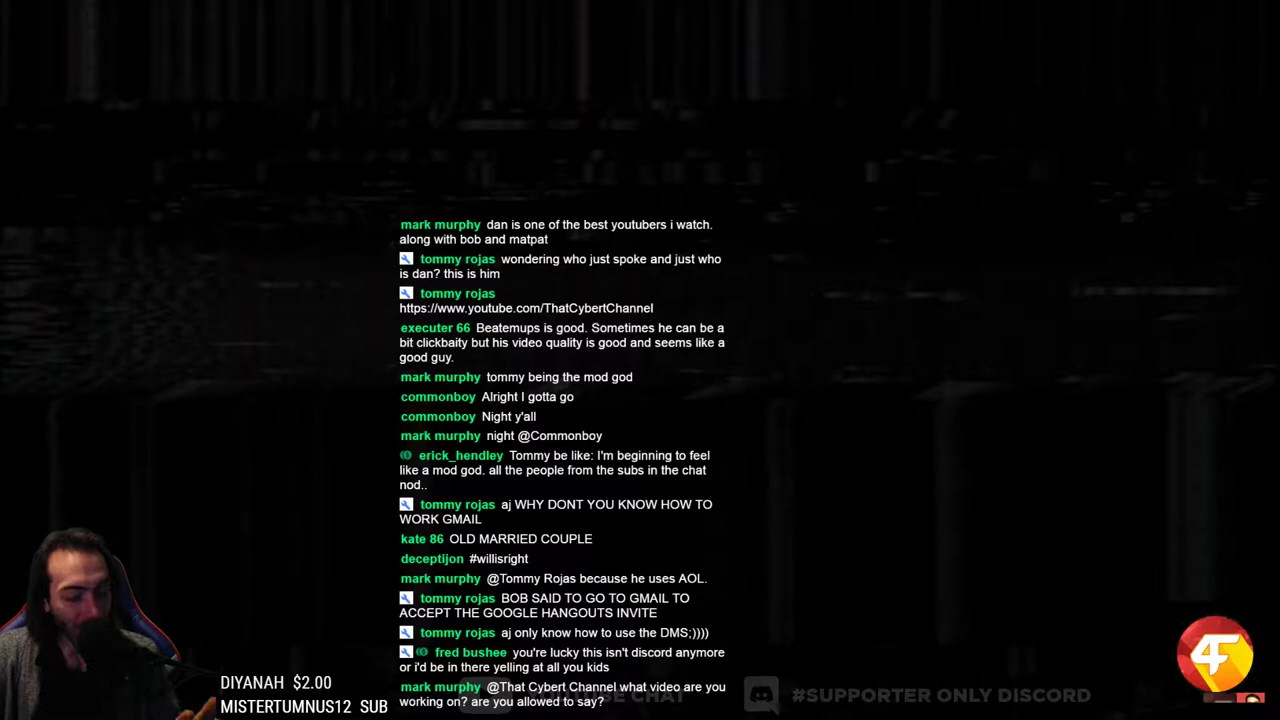 mark murphy dan is one of the best youtubers i watch.
along with bob and matpat
tommy rojas wondering who just spoke and just who
is dan? this is him
tommy rojas
https://www.youtube.com/ThatCybertChannel
executer 66 Beatemups is good. Sometimes he can be a
bit clickbaity but his video quality is good and seems like a
good guy.
mark murphy tommy being the mod god
commonboy Alright I gotta go
commonboy Night y'all
mark murphy night @Commonboy
erick_hendley Tommy be like: I'm beginning to feel
like a mod god. all the people from the subs in the chat
nod..
tommy rojas aj WHY DONT YOU KNOW HOW TO
WORK GMAIL
kate 86 OLD MARRIED COUPLE
deceptijon #willisright
mark murphy @Tommy Rojas because he uses AOL.
tommy rojas BOB SAID TO GO TO GMAIL TO
ACCEPT THE GOOGLE HANGOUTS INVITE
tommy rojas aj only know how to use the DMS;))))
fred bushee you're lucky this isn't discord anymore
or i'd be in there yelling at all you kids
mark murphy @That Cybert Channel what video are you
working on? are you allowed to say?
DIYANAH $2.00
MISTERTUMNUS12 SUB
CHAT
#SUPPORTER ONLY DISCORD
4F